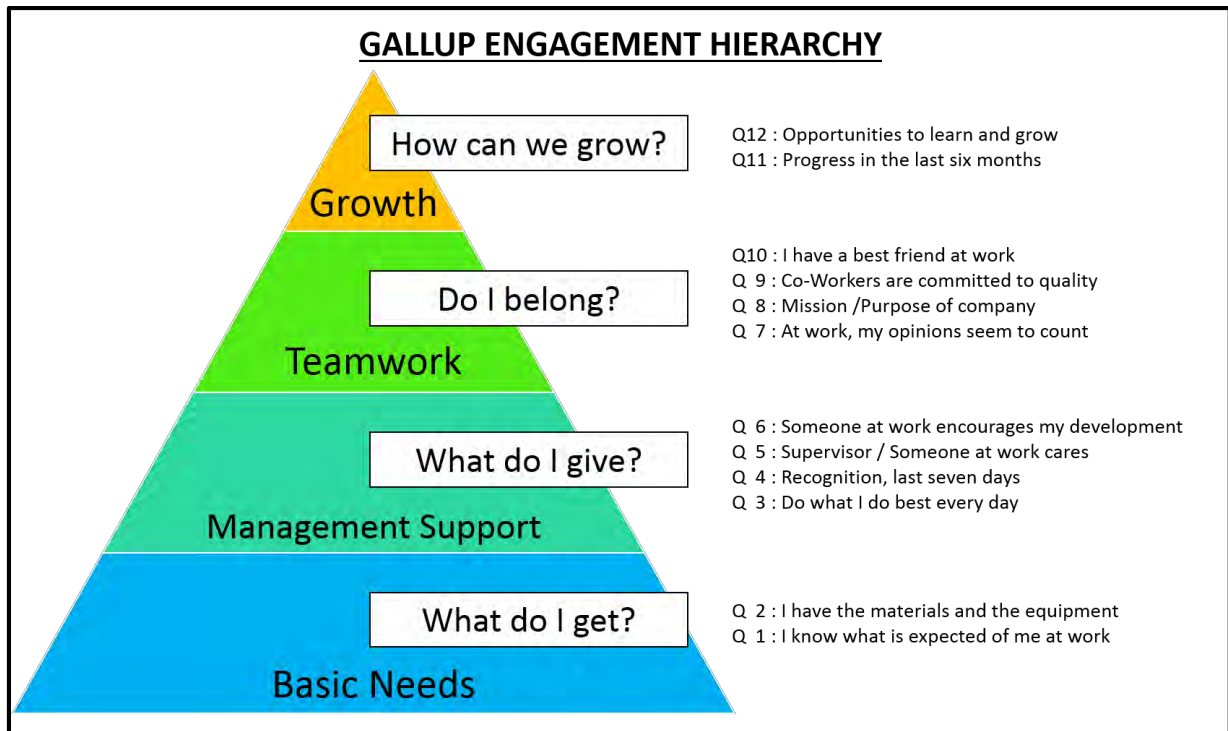 GALLUP ENGAGEMENT HIERARCHY
How can we grow?
Growth
Q12 : Opportunities to learn and grow
Q11 : Progress in the last six months
Do I belong?
Teamwork
Q10 : I have a best friend at work
Q 9 : Co-Workers are committed to quality
Q 8 : Mission /Purpose of company
Q 7 : At work, my opinions seem to count
What do I give?
Management Support
Q 6 : Someone at work encourages my development
Q 5 : Supervisor / Someone at work cares
Q 4 : Recognition, last seven days
Q 3 : Do what I do best every day
What do I get?
Basic Needs
Q 2 : I have the materials and the equipment
Q 1 : I know what is expected of me at work